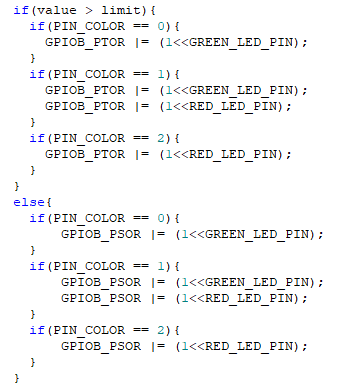 if(value > limit){
  if(PIN_COLOR == 0){
    GPIOB_PTOR |= (1<<GREEN_LED_PIN);
  }
  if(PIN_COLOR == 1){
    GPIOB_PTOR |= (1<<GREEN_LED_PIN);
    GPIOB_PTOR |= (1<<RED_LED_PIN);
  }
  if(PIN_COLOR == 2){
    GPIOB_PTOR |= (1<<RED_LED_PIN);
  }
}
else{
  if(PIN_COLOR == 0){
      GPIOB_PSOR |= (1<<GREEN_LED_PIN);
  }
  if(PIN_COLOR == 1){
      GPIOB_PSOR |= (1<<GREEN_LED_PIN);
      GPIOB_PSOR |= (1<<RED_LED_PIN);
  }
  if(PIN_COLOR == 2){
      GPIOB_PSOR |= (1<<RED_LED_PIN);
  }
}